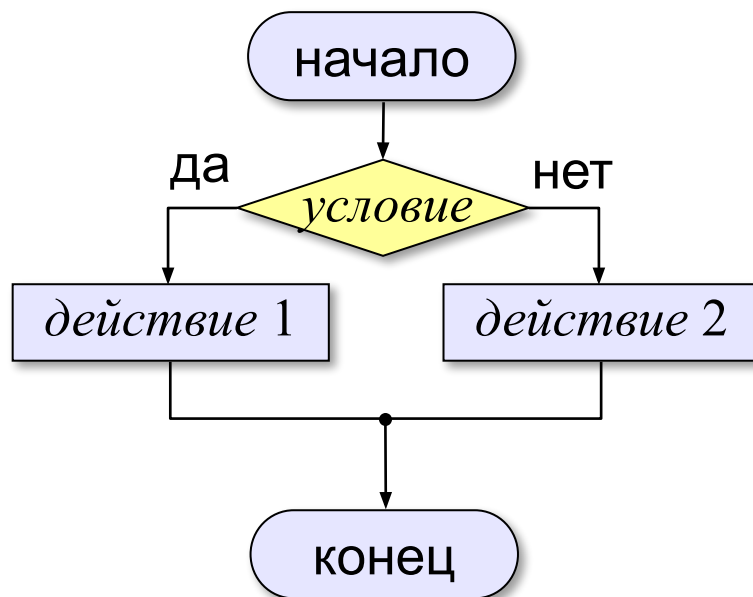 начало
да
нет
условие
действие 1
действие 2
конец